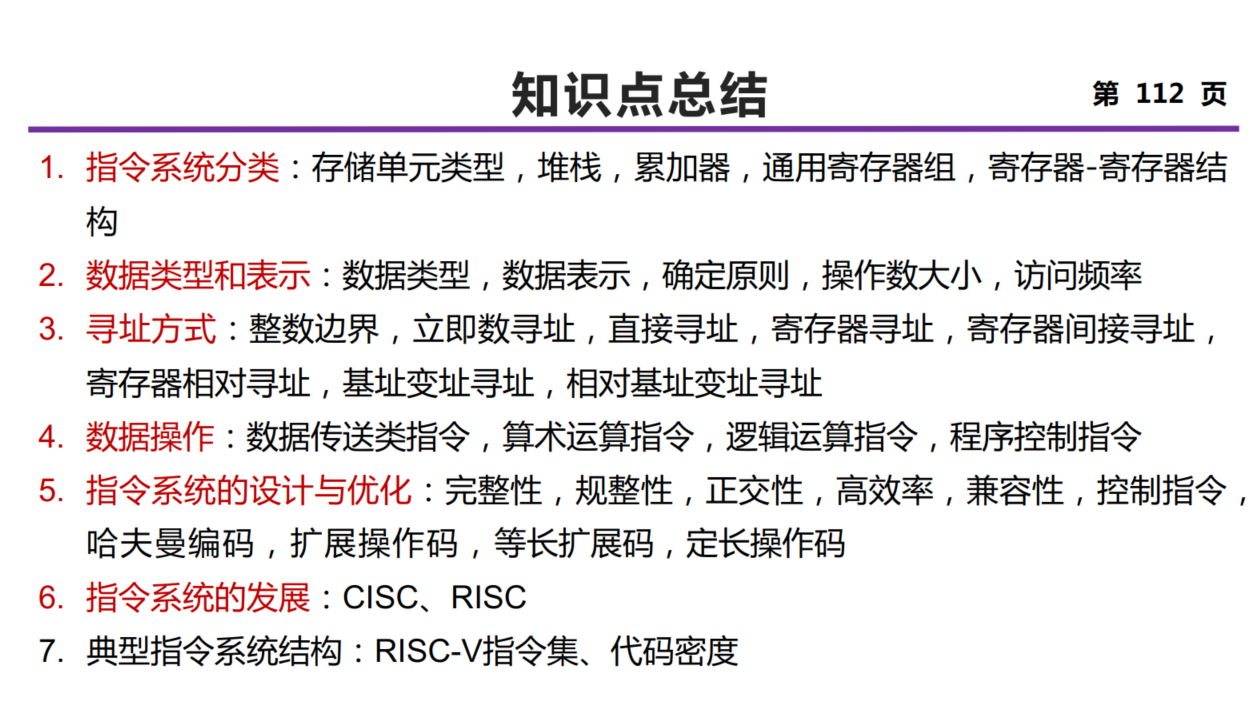 知识点总结
第 112 页
1. 指令系统分类：存储单元类型，堆栈，累加器，通用寄存器组，寄存器-寄存器结
构
2. 数据类型和表示：数据类型，数据表示，确定原则，操作数大小，访问频率
3. 寻址方式：整数边界，立即数寻址，直接寻址，寄存器寻址，寄存器间接寻址，
寄存器相对寻址，基址变址寻址，相对基址变址寻址
4. 数据操作：数据传送类指令，算术运算指令，逻辑运算指令，程序控制指令
5. 指令系统的设计与优化：完整性，规整性，正交性，高效率，兼容性，控制指令，
哈夫曼编码，扩展操作码，等长扩展码，定长操作码
6. 指令系统的发展：CISC、RISC
7. 典型指令系统结构：RISC-V指令集、代码密度